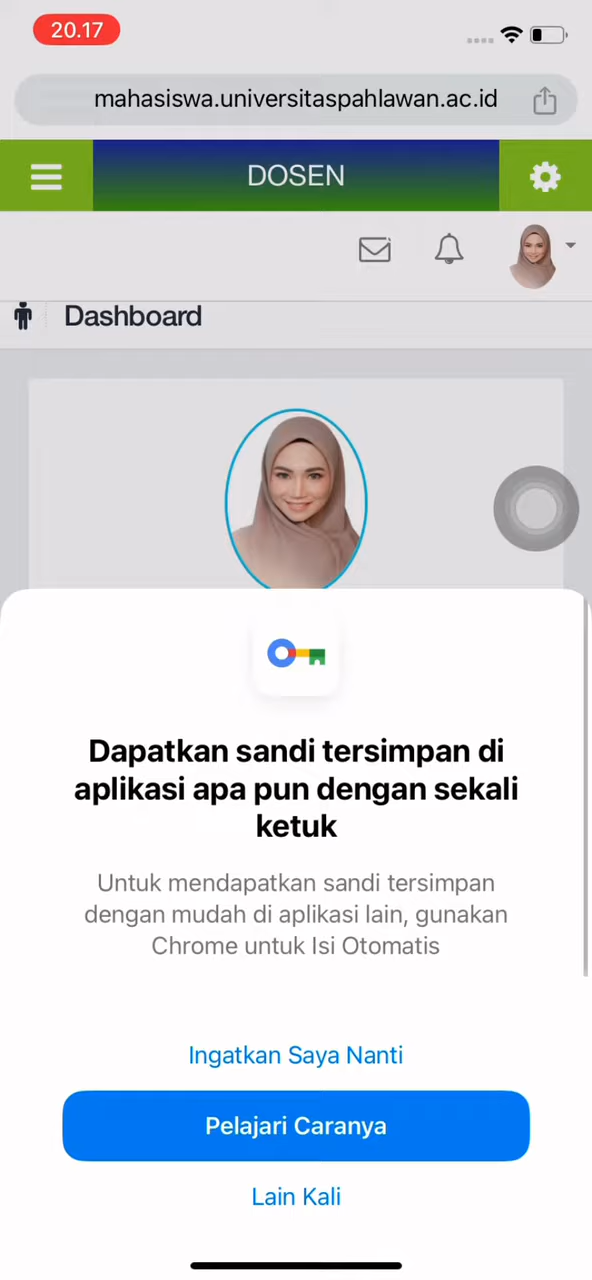 20.17
mahasiswa.universitaspahlawan.ac.id
DOSEN
Dashboard
Dapatkan sandi tersimpan di
aplikasi apa pun dengan sekali
ketuk
Untuk mendapatkan sandi tersimpan
dengan mudah di aplikasi lain, gunakan
Chrome untuk Isi Otomatis
Ingatkan Saya Nanti
Pelajari Caranya
Lain Kali